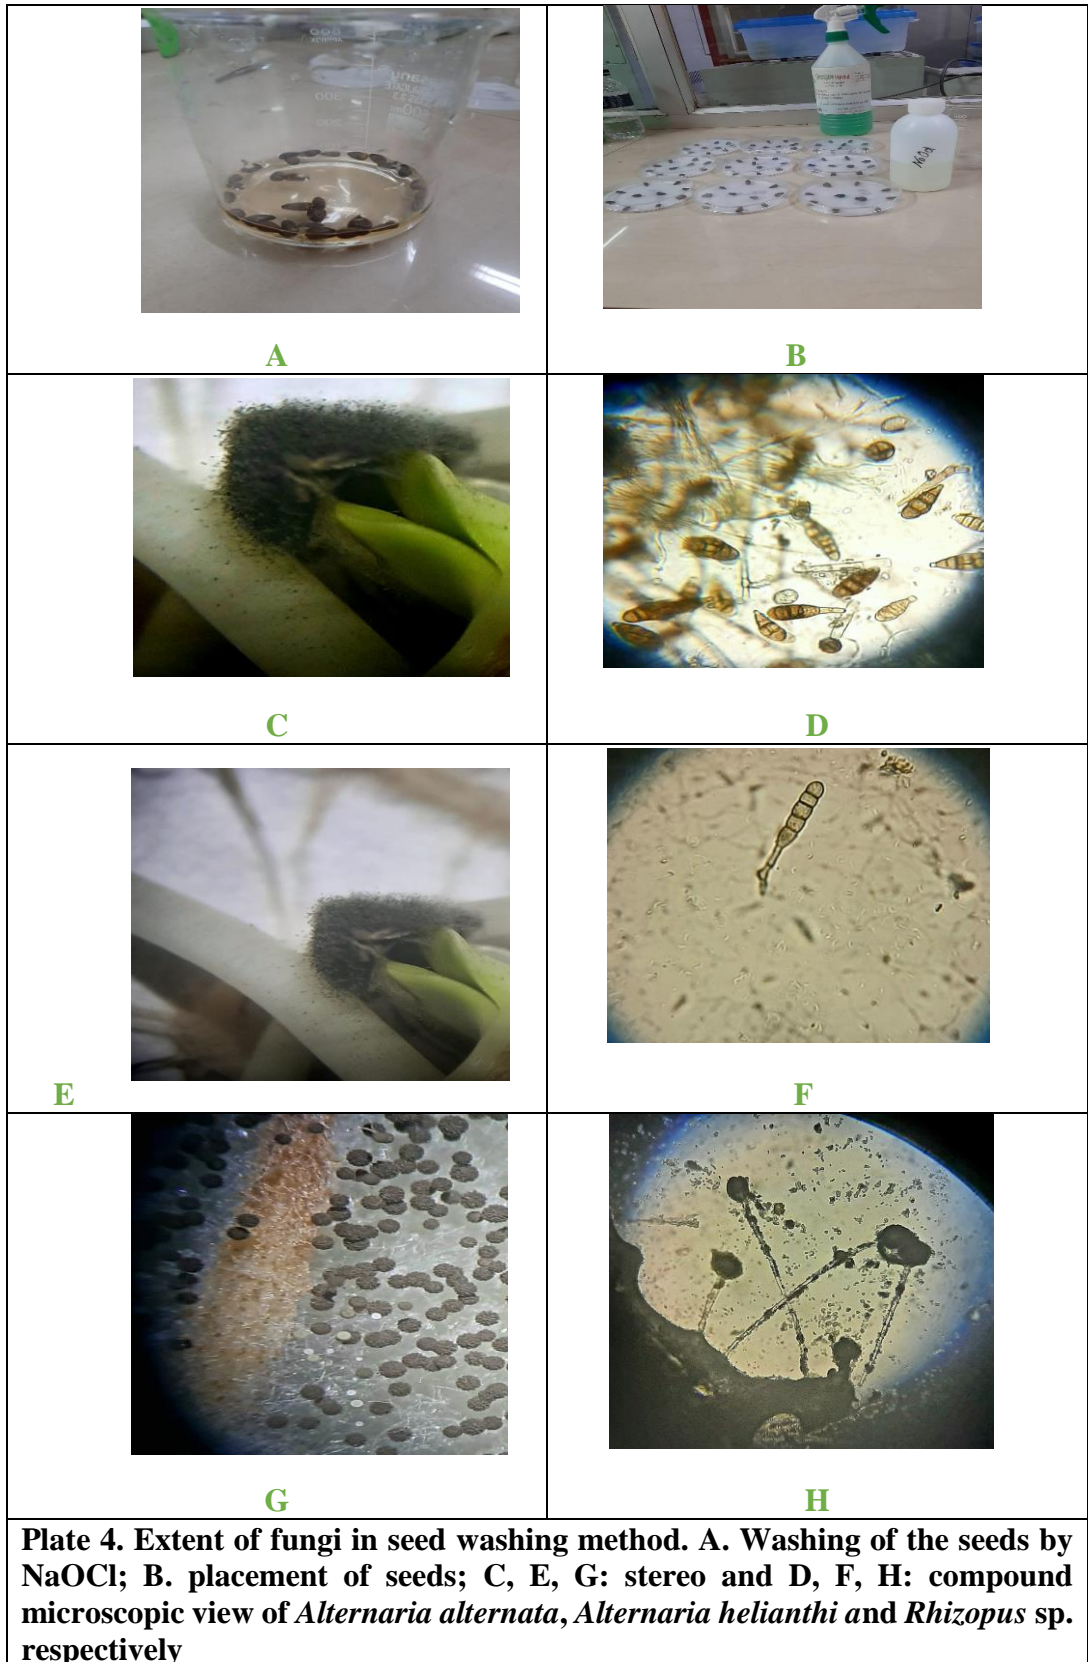 A
B
NaOCl
C
D
E
F
G
H
Plate 4. Extent of fungi in seed washing method. A. Washing of the seeds by
NaOCl; B. placement of seeds; C, E, G: stereo and D, F, H: compound
microscopic view of Alternaria alternata, Alternaria helianthi and Rhizopus sp.
respectively